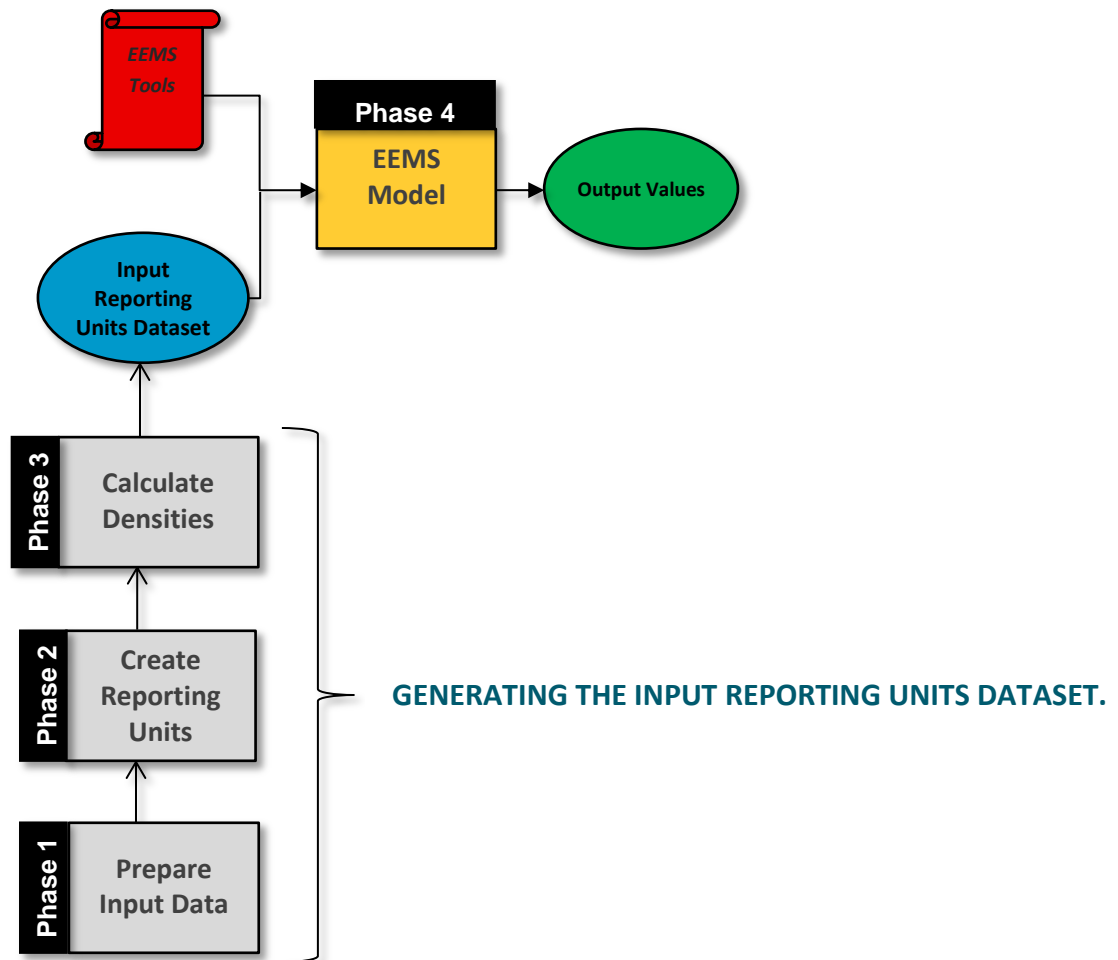 EEMS
Tools
Phase 4
EEMS
Model
Output Values
Input
Reporting
Units Dataset
Phase 3
Calculate
Densities
Phase 2
Create
Reporting
Units
GENERATING THE INPUT REPORTING UNITS DATASET.
Phase 1
Prepare
Input Data